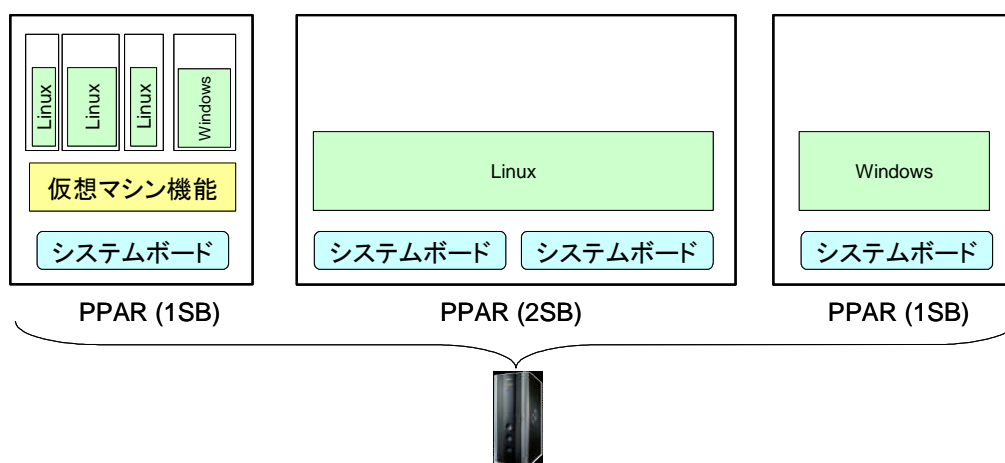 Linux
Linux
Linux
Windows
仮想マシン機能
システムボード
PPAR (1SB)
Linux
システムボード
システムボード
PPAR (2SB)
Windows
システムボード
PPAR (1SB)